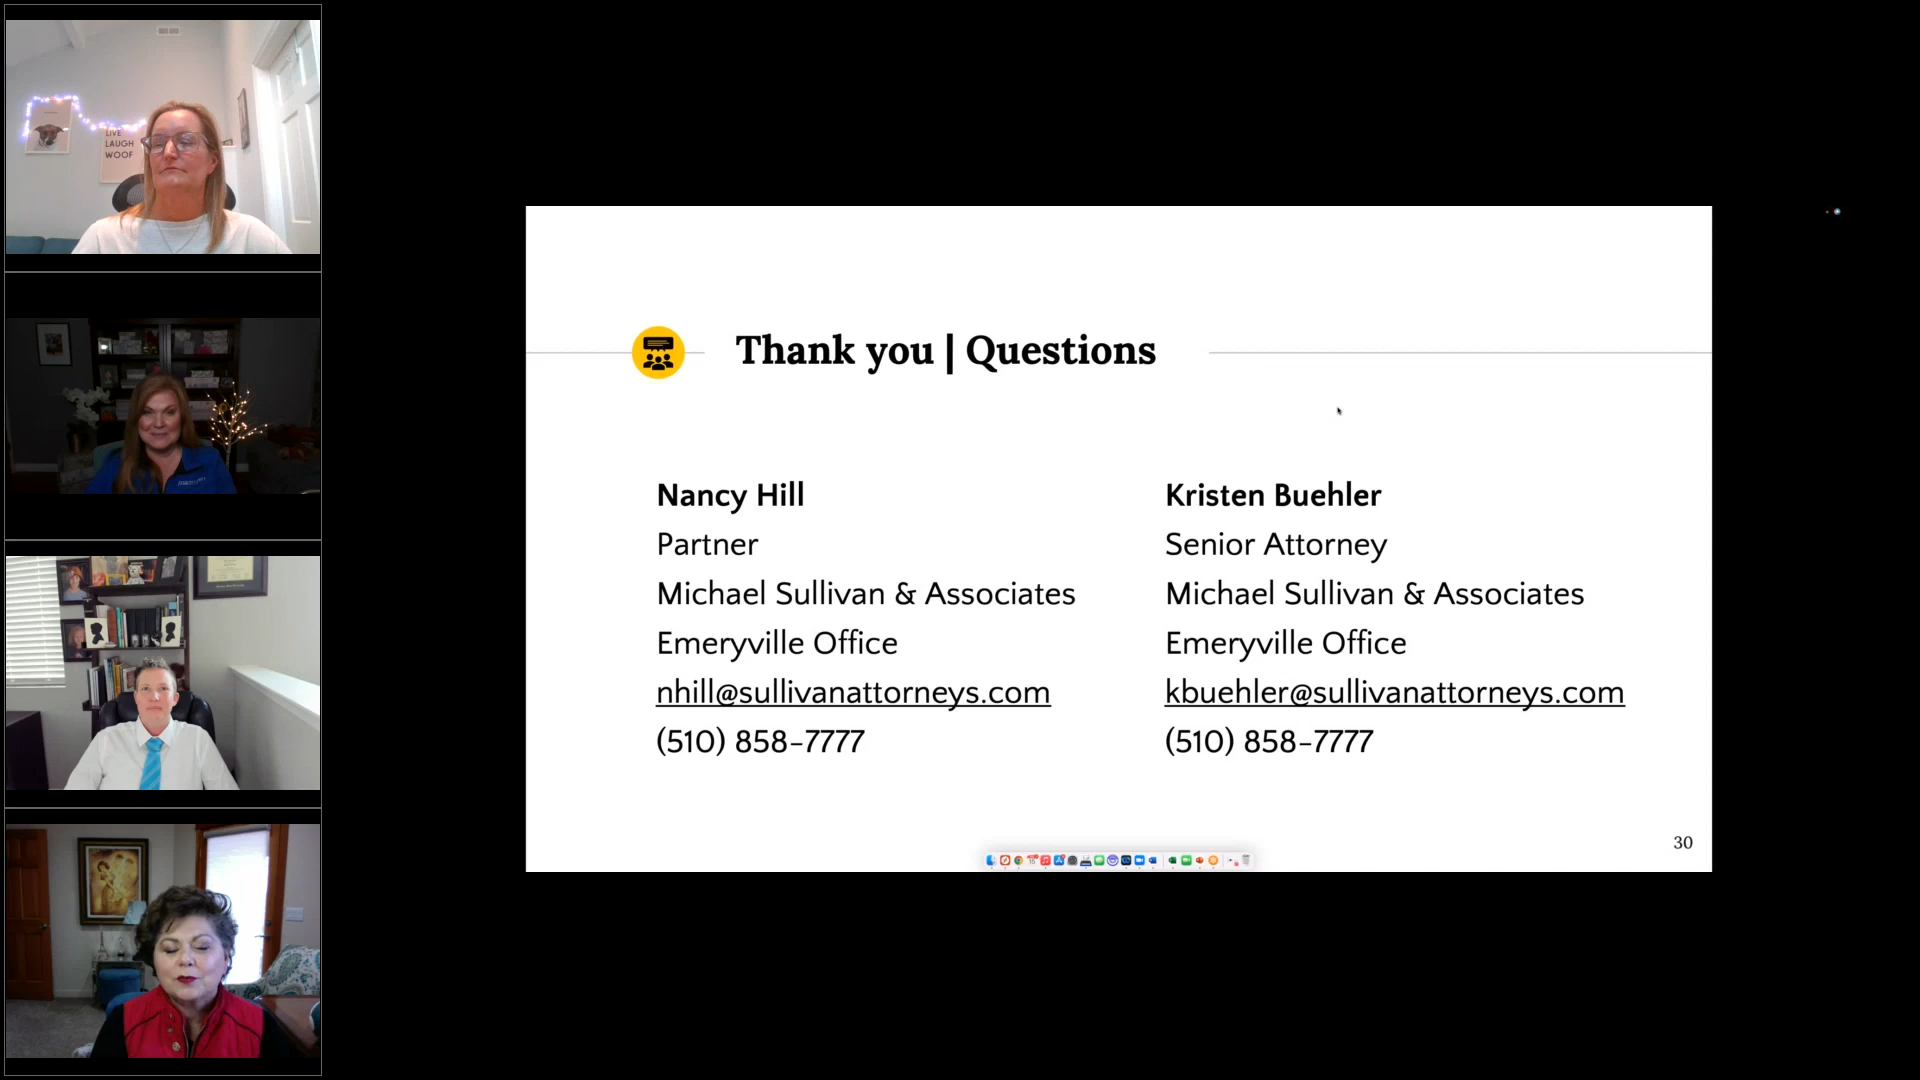 LIVE
LAUGH
WOOF
Thank you | Questions
Nancy Hill
Partner
Michael Sullivan & Associates
Emeryville Office
nhill@sullivanattorneys.com
(510) 858-7777
Kristen Buehler
Senior Attorney
Michael Sullivan & Associates
Emeryville Office
kbuehler@sullivanattorneys.com
(510) 858-7777
30